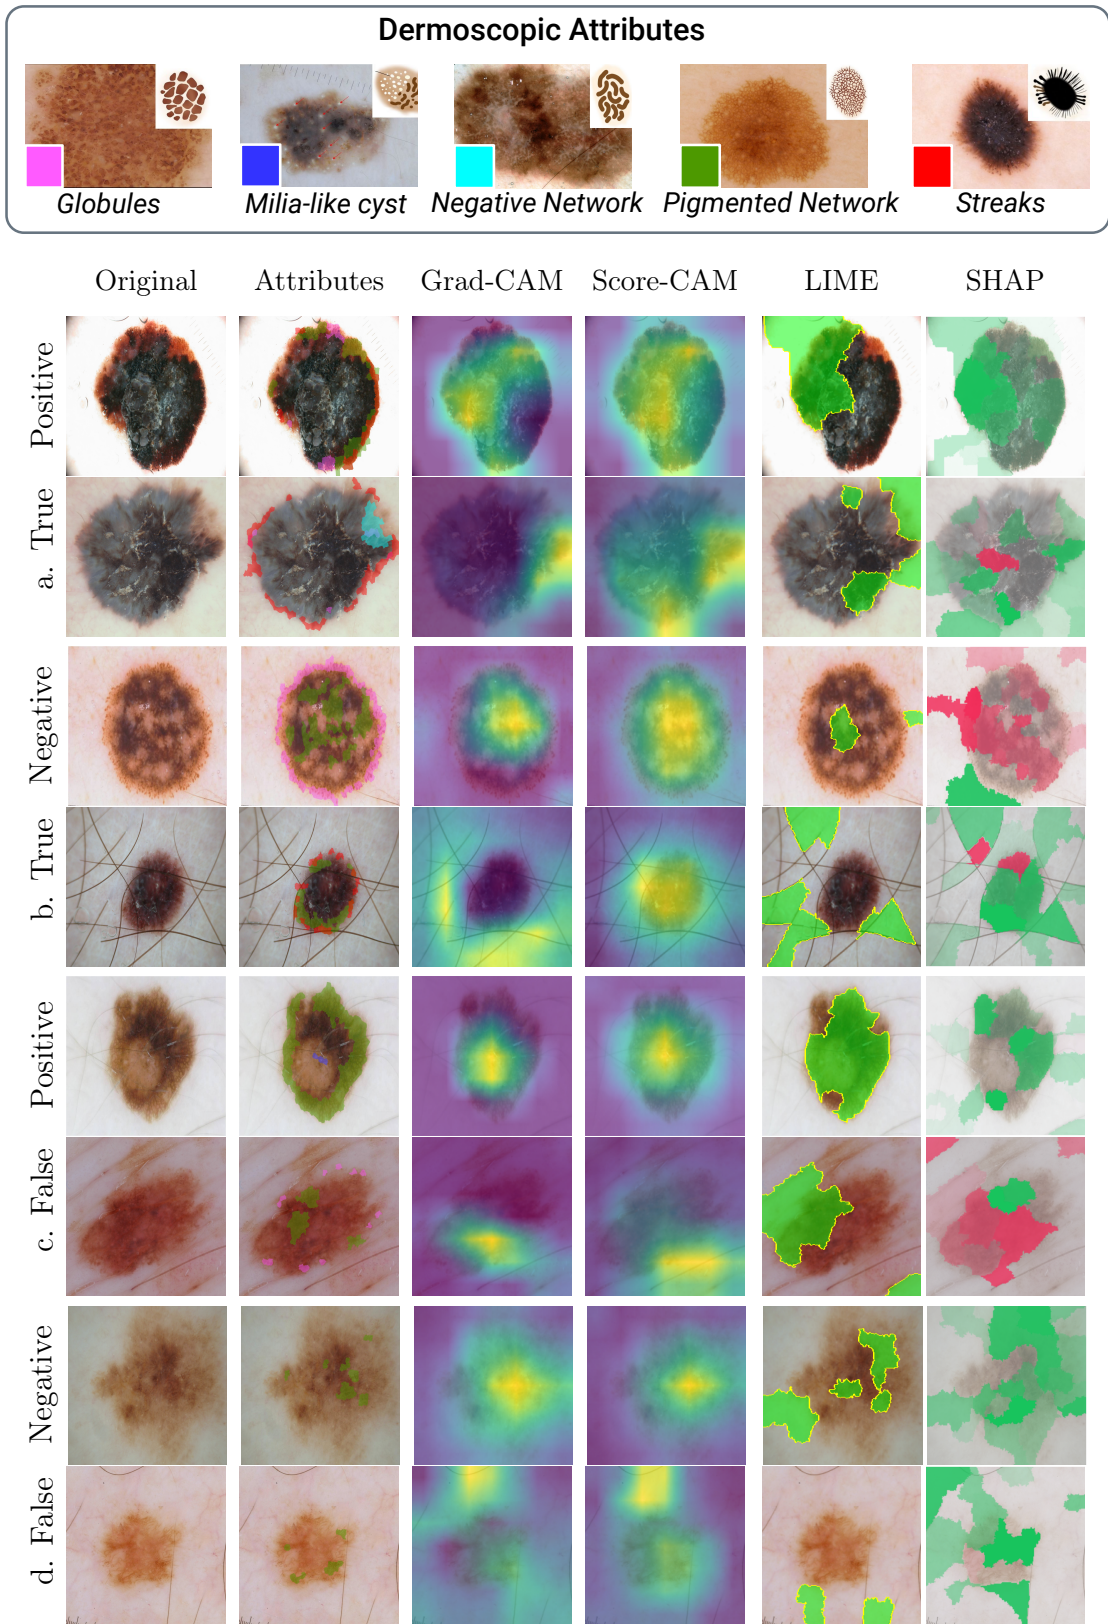 Dermoscopic Attributes
Globules
Milia-like cyst
Negative Network
Pigmented Network
Streaks
Original
Attributes
Grad-CAM
Score-CAM
LIME
SHAP
a. True Positive
b. True Negative
c. False Positive
d. False Negative